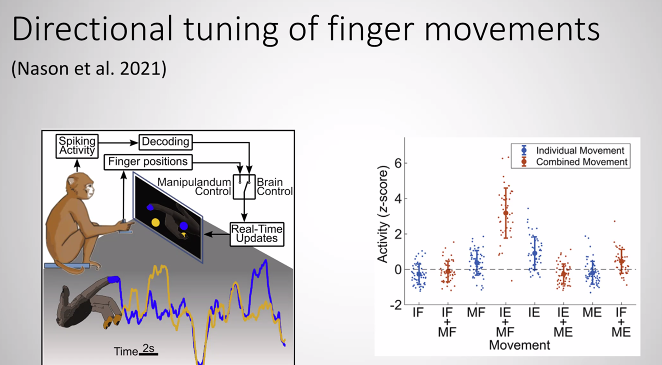 Directional tuning of finger movements
(Nason et al. 2021)
Spiking
Activity
Decoding
Finger positions
Manipulandum
Control
Brain
Control
Real-Time
Updates
Time 2s
Individual Movement
Combined Movement
Activity (z-score)
6
4
2
0
-2
IF
IF
+
MF
MF
IE
+
MF
IE
IE
+
ME
ME
IF
+
ME
Movement